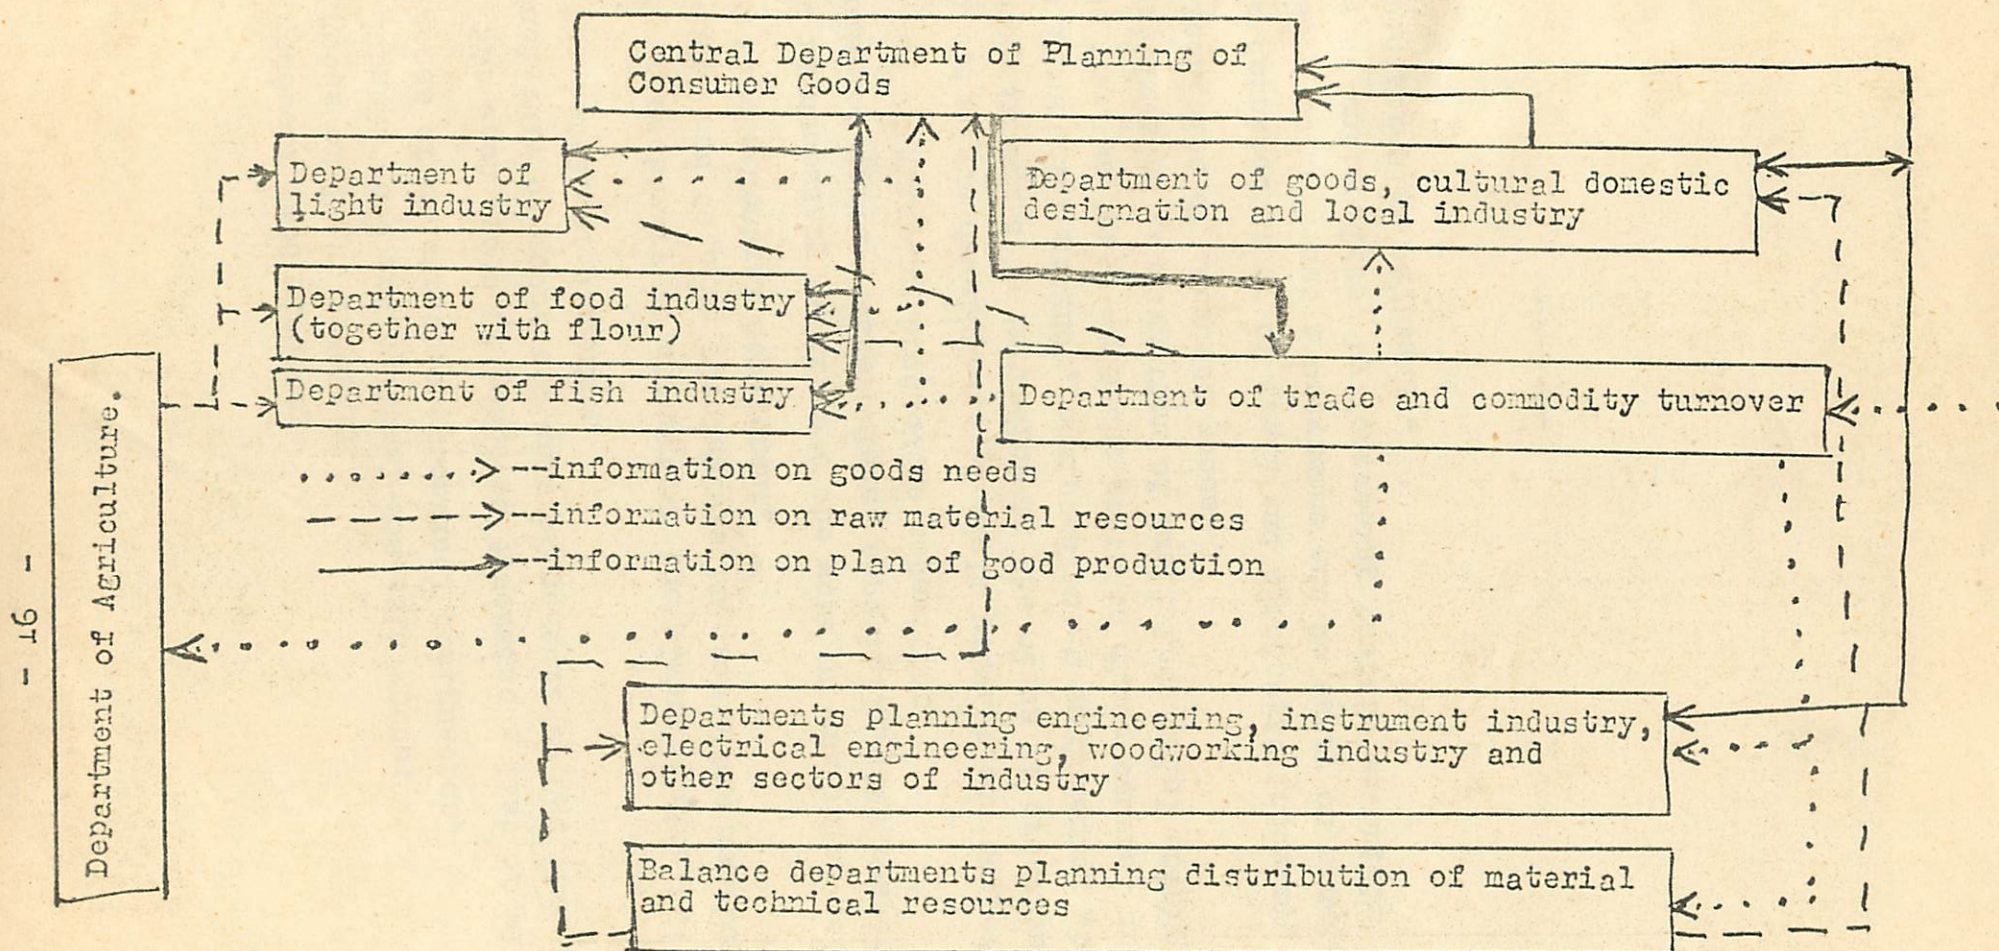 Central Department of Planning of
Consumer Goods
Department of
light industry
Department of goods, cultural domestic
designation and local industry
Department of food industry
(together with flour)
Department of fish industry
Department of trade and commodity turnover
Department of Agriculture.
--information on goods needs
--information on raw material resources
--information on plan of good production
- 16 -
Departments planning engineering, instrument industry,
electrical engineering, woodworking industry and
other sectors of industry
Balance departments planning distribution of material
and technical resources